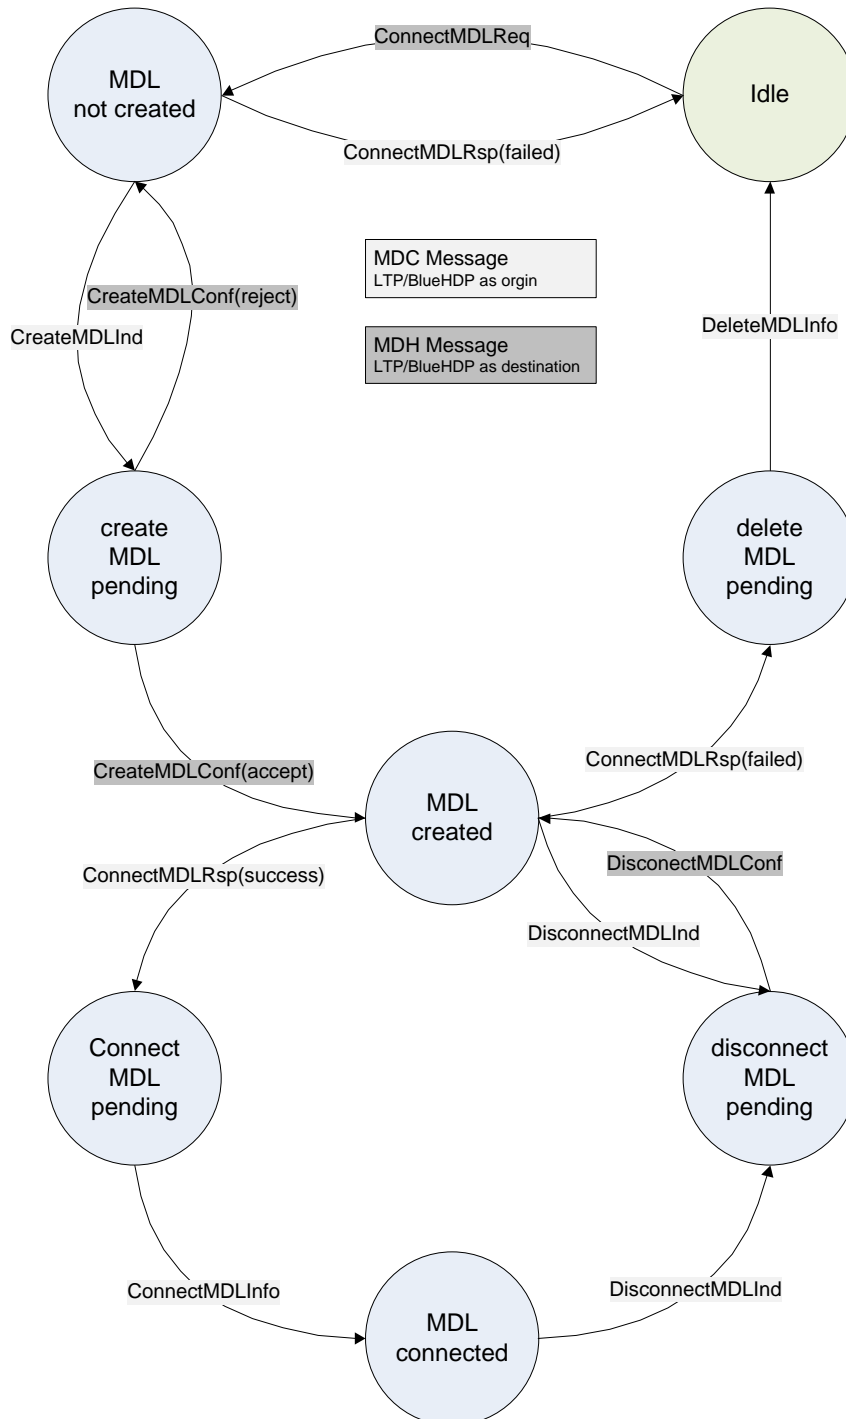 ConnectMDLReq
MDL
not created
Idle
ConnectMDLRsp(failed)
MDC Message
LTP/BlueHDP as orgin
CreateMDLConf(reject)
CreateMDLInd
MDH Message
LTP/BlueHDP as destination
DeleteMDLInfo
create
MDL
pending
delete
MDL
pending
CreateMDLConf(accept)
ConnectMDLRsp(failed)
MDL
created
ConnectMDLRsp(success)
DisconectMDLConf
DisconnectMDLInd
Connect
MDL
pending
disconnect
MDL
pending
ConnectMDLInfo
DisconnectMDLInd
MDL
connected